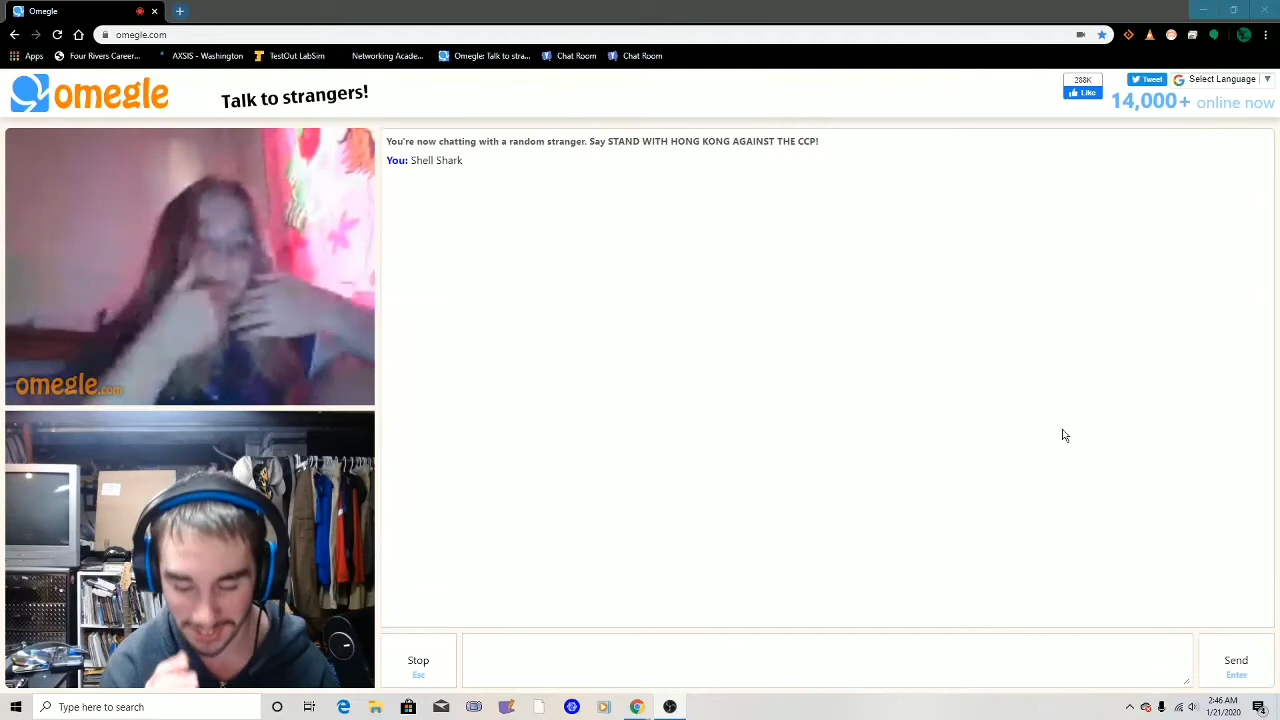 Omegle
omegle.com
Apps Four Rivers Career... AXSIS - Washington TestOut LabSim Networking Acade... Omegle: Talk to stra... Chat Room Chat Room
omegle
Talk to strangers!
288K
Like
Tweet
Select Language
14,000+ online now
You're now chatting with a random stranger. Say STAND WITH HONG KONG AGAINST THE CCP!
You: Shell Shark
omegle.com
Stop
Esc
Send
Enter
Type here to search
2:46 AM
1/21/2020